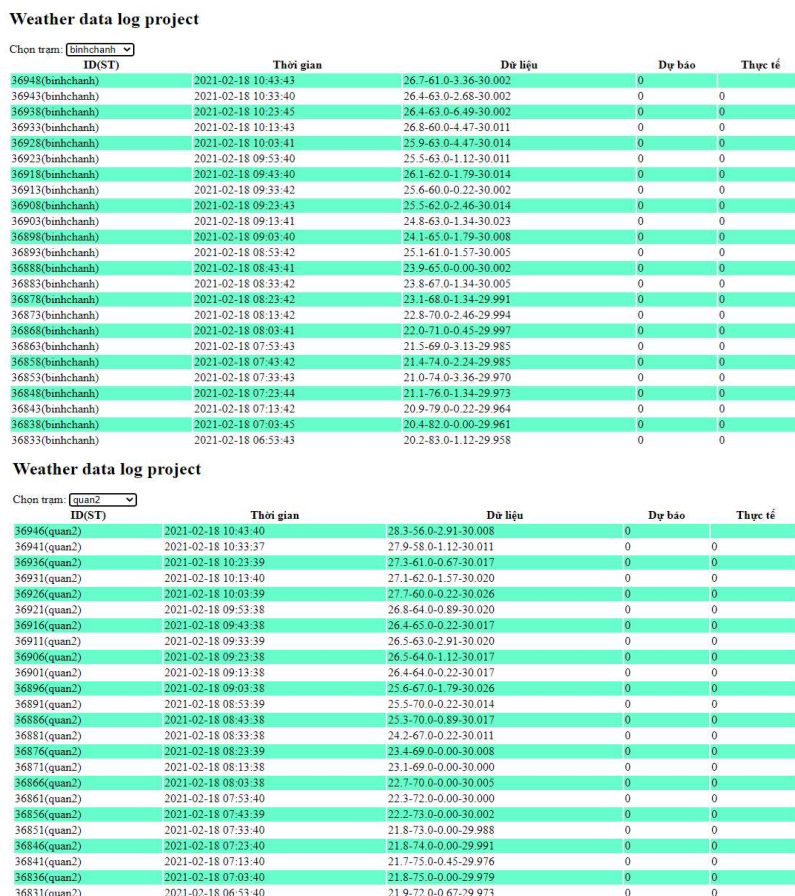 Weather data log project
Chọn trạm: binhchanh
ID(ST) Thời gian Dữ liệu Dự báo Thực tế
36948(binhchanh) 2021-02-18 10:43:43 26.7-61.0-3.36-30.002 0
36943(binhchanh) 2021-02-18 10:33:40 26.4-63.0-2.68-30.002 0 0
36938(binhchanh) 2021-02-18 10:23:45 26.4-63.0-6.49-30.002 0 0
36933(binhchanh) 2021-02-18 10:13:43 26.8-60.0-4.47-30.011 0 0
36928(binhchanh) 2021-02-18 10:03:41 25.9-63.0-4.47-30.014 0 0
36923(binhchanh) 2021-02-18 09:53:40 25.5-63.0-1.12-30.011 0 0
36918(binhchanh) 2021-02-18 09:43:40 26.1-62.0-1.79-30.014 0 0
36913(binhchanh) 2021-02-18 09:33:42 25.6-60.0-0.22-30.002 0 0
36908(binhchanh) 2021-02-18 09:23:43 25.5-62.0-2.46-30.014 0 0
36903(binhchanh) 2021-02-18 09:13:41 24.8-63.0-1.34-30.023 0 0
36898(binhchanh) 2021-02-18 09:03:40 24.1-65.0-1.79-30.008 0 0
36893(binhchanh) 2021-02-18 08:53:42 25.1-61.0-1.57-30.005 0 0
36888(binhchanh) 2021-02-18 08:43:41 23.9-65.0-0.00-30.002 0 0
36883(binhchanh) 2021-02-18 08:33:42 23.8-67.0-1.34-30.005 0 0
36878(binhchanh) 2021-02-18 08:23:42 23.1-68.0-1.34-29.991 0 0
36873(binhchanh) 2021-02-18 08:13:42 22.8-70.0-2.46-29.994 0 0
36868(binhchanh) 2021-02-18 08:03:41 22.0-71.0-0.45-29.997 0 0
36863(binhchanh) 2021-02-18 07:53:43 21.5-69.0-3.13-29.985 0 0
36858(binhchanh) 2021-02-18 07:43:42 21.4-74.0-2.24-29.985 0 0
36853(binhchanh) 2021-02-18 07:33:43 21.0-74.0-3.36-29.970 0 0
36848(binhchanh) 2021-02-18 07:23:44 21.1-76.0-1.34-29.973 0 0
36843(binhchanh) 2021-02-18 07:13:42 20.9-79.0-0.22-29.964 0 0
36838(binhchanh) 2021-02-18 07:03:45 20.4-82.0-0.00-29.961 0 0
36833(binhchanh) 2021-02-18 06:53:43 20.2-83.0-1.12-29.958 0 0
Weather data log project
Chọn trạm: quan2
ID(ST) Thời gian Dữ liệu Dự báo Thực tế
36946(quan2) 2021-02-18 10:43:40 28.3-56.0-2.91-30.008 0
36941(quan2) 2021-02-18 10:33:37 27.9-58.0-1.12-30.011 0 0
36936(quan2) 2021-02-18 10:23:39 27.3-61.0-0.67-30.017 0 0
36931(quan2) 2021-02-18 10:13:40 27.1-62.0-1.57-30.020 0 0
36926(quan2) 2021-02-18 10:03:39 27.7-60.0-0.22-30.026 0 0
36921(quan2) 2021-02-18 09:53:38 26.8-64.0-0.89-30.020 0 0
36916(quan2) 2021-02-18 09:43:38 26.4-65.0-0.22-30.017 0 0
36911(quan2) 2021-02-18 09:33:39 26.5-63.0-2.91-30.020 0 0
36906(quan2) 2021-02-18 09:23:38 26.5-64.0-1.12-30.017 0 0
36901(quan2) 2021-02-18 09:13:38 26.4-64.0-0.22-30.017 0 0
36896(quan2) 2021-02-18 09:03:38 25.6-67.0-1.79-30.026 0 0
36891(quan2) 2021-02-18 08:53:39 25.5-70.0-0.22-30.014 0 0
36886(quan2) 2021-02-18 08:43:38 25.3-70.0-0.89-30.017 0 0
36881(quan2) 2021-02-18 08:33:38 24.2-67.0-0.22-30.011 0 0
36876(quan2) 2021-02-18 08:23:39 23.4-69.0-0.00-30.008 0 0
36871(quan2) 2021-02-18 08:13:38 23.1-69.0-0.00-30.000 0 0
36866(quan2) 2021-02-18 08:03:38 22.7-70.0-0.00-30.005 0 0
36861(quan2) 2021-02-18 07:53:40 22.3-72.0-0.00-30.000 0 0
36856(quan2) 2021-02-18 07:43:39 22.2-73.0-0.00-30.002 0 0
36851(quan2) 2021-02-18 07:33:40 21.8-73.0-0.00-29.988 0 0
36846(quan2) 2021-02-18 07:23:40 21.8-74.0-0.00-29.991 0 0
36841(quan2) 2021-02-18 07:13:40 21.7-75.0-0.45-29.976 0 0
36836(quan2) 2021-02-18 07:03:40 21.8-75.0-0.00-29.979 0 0
36831(quan2) 2021-02-18 06:53:40 21.9-72.0-0.67-29.973 0 0